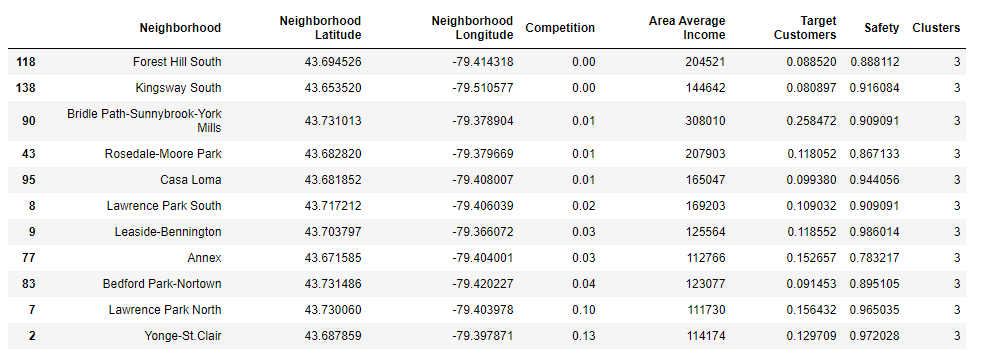 Neighborhood Neighborhood Latitude Neighborhood Longitude Competition Area Average Income Target Customers Safety Clusters
118 Forest Hill South 43.694526 -79.414318 0.00 204521 0.088520 0.888112 3
138 Kingsway South 43.653520 -79.510577 0.00 144642 0.080897 0.916084 3
90 Bridle Path-Sunnybrook-York Mills 43.731013 -79.378904 0.01 308010 0.258472 0.909091 3
43 Rosedale-Moore Park 43.682820 -79.379669 0.01 207903 0.118052 0.867133 3
95 Casa Loma 43.681852 -79.408007 0.01 165047 0.099380 0.944056 3
8 Lawrence Park South 43.717212 -79.406039 0.02 169203 0.109032 0.909091 3
9 Leaside-Bennington 43.703797 -79.366072 0.03 125564 0.118552 0.986014 3
77 Annex 43.671585 -79.404001 0.03 112766 0.152657 0.783217 3
83 Bedford Park-Nortown 43.731486 -79.420227 0.04 123077 0.091453 0.895105 3
7 Lawrence Park North 43.730060 -79.403978 0.10 111730 0.156432 0.965035 3
2 Yonge-St.Clair 43.687859 -79.397871 0.13 114174 0.129709 0.972028 3